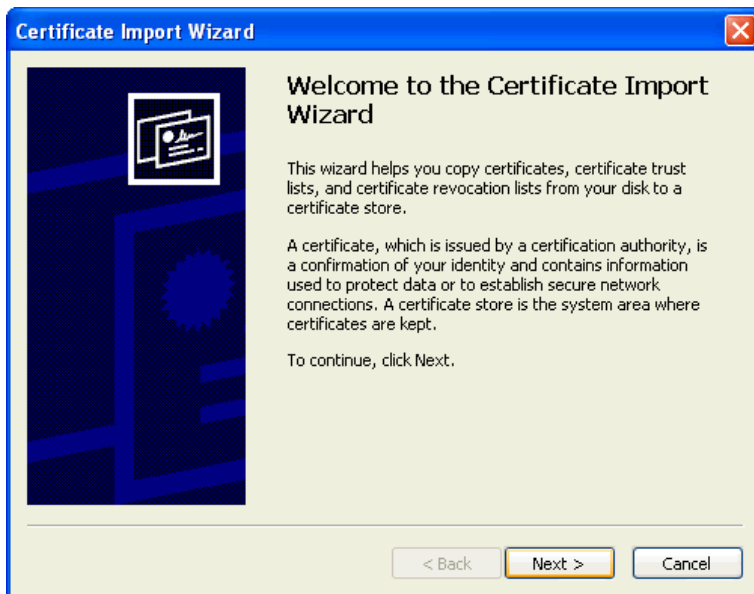 Certificate Import Wizard
Welcome to the Certificate Import
Wizard
This wizard helps you copy certificates, certificate trust
lists, and certificate revocation lists from your disk to a
certificate store.
A certificate, which is issued by a certification authority, is
a confirmation of your identity and contains information
used to protect data or to establish secure network
connections. A certificate store is the system area where
certificates are kept.
To continue, click Next.
< Back Next > Cancel